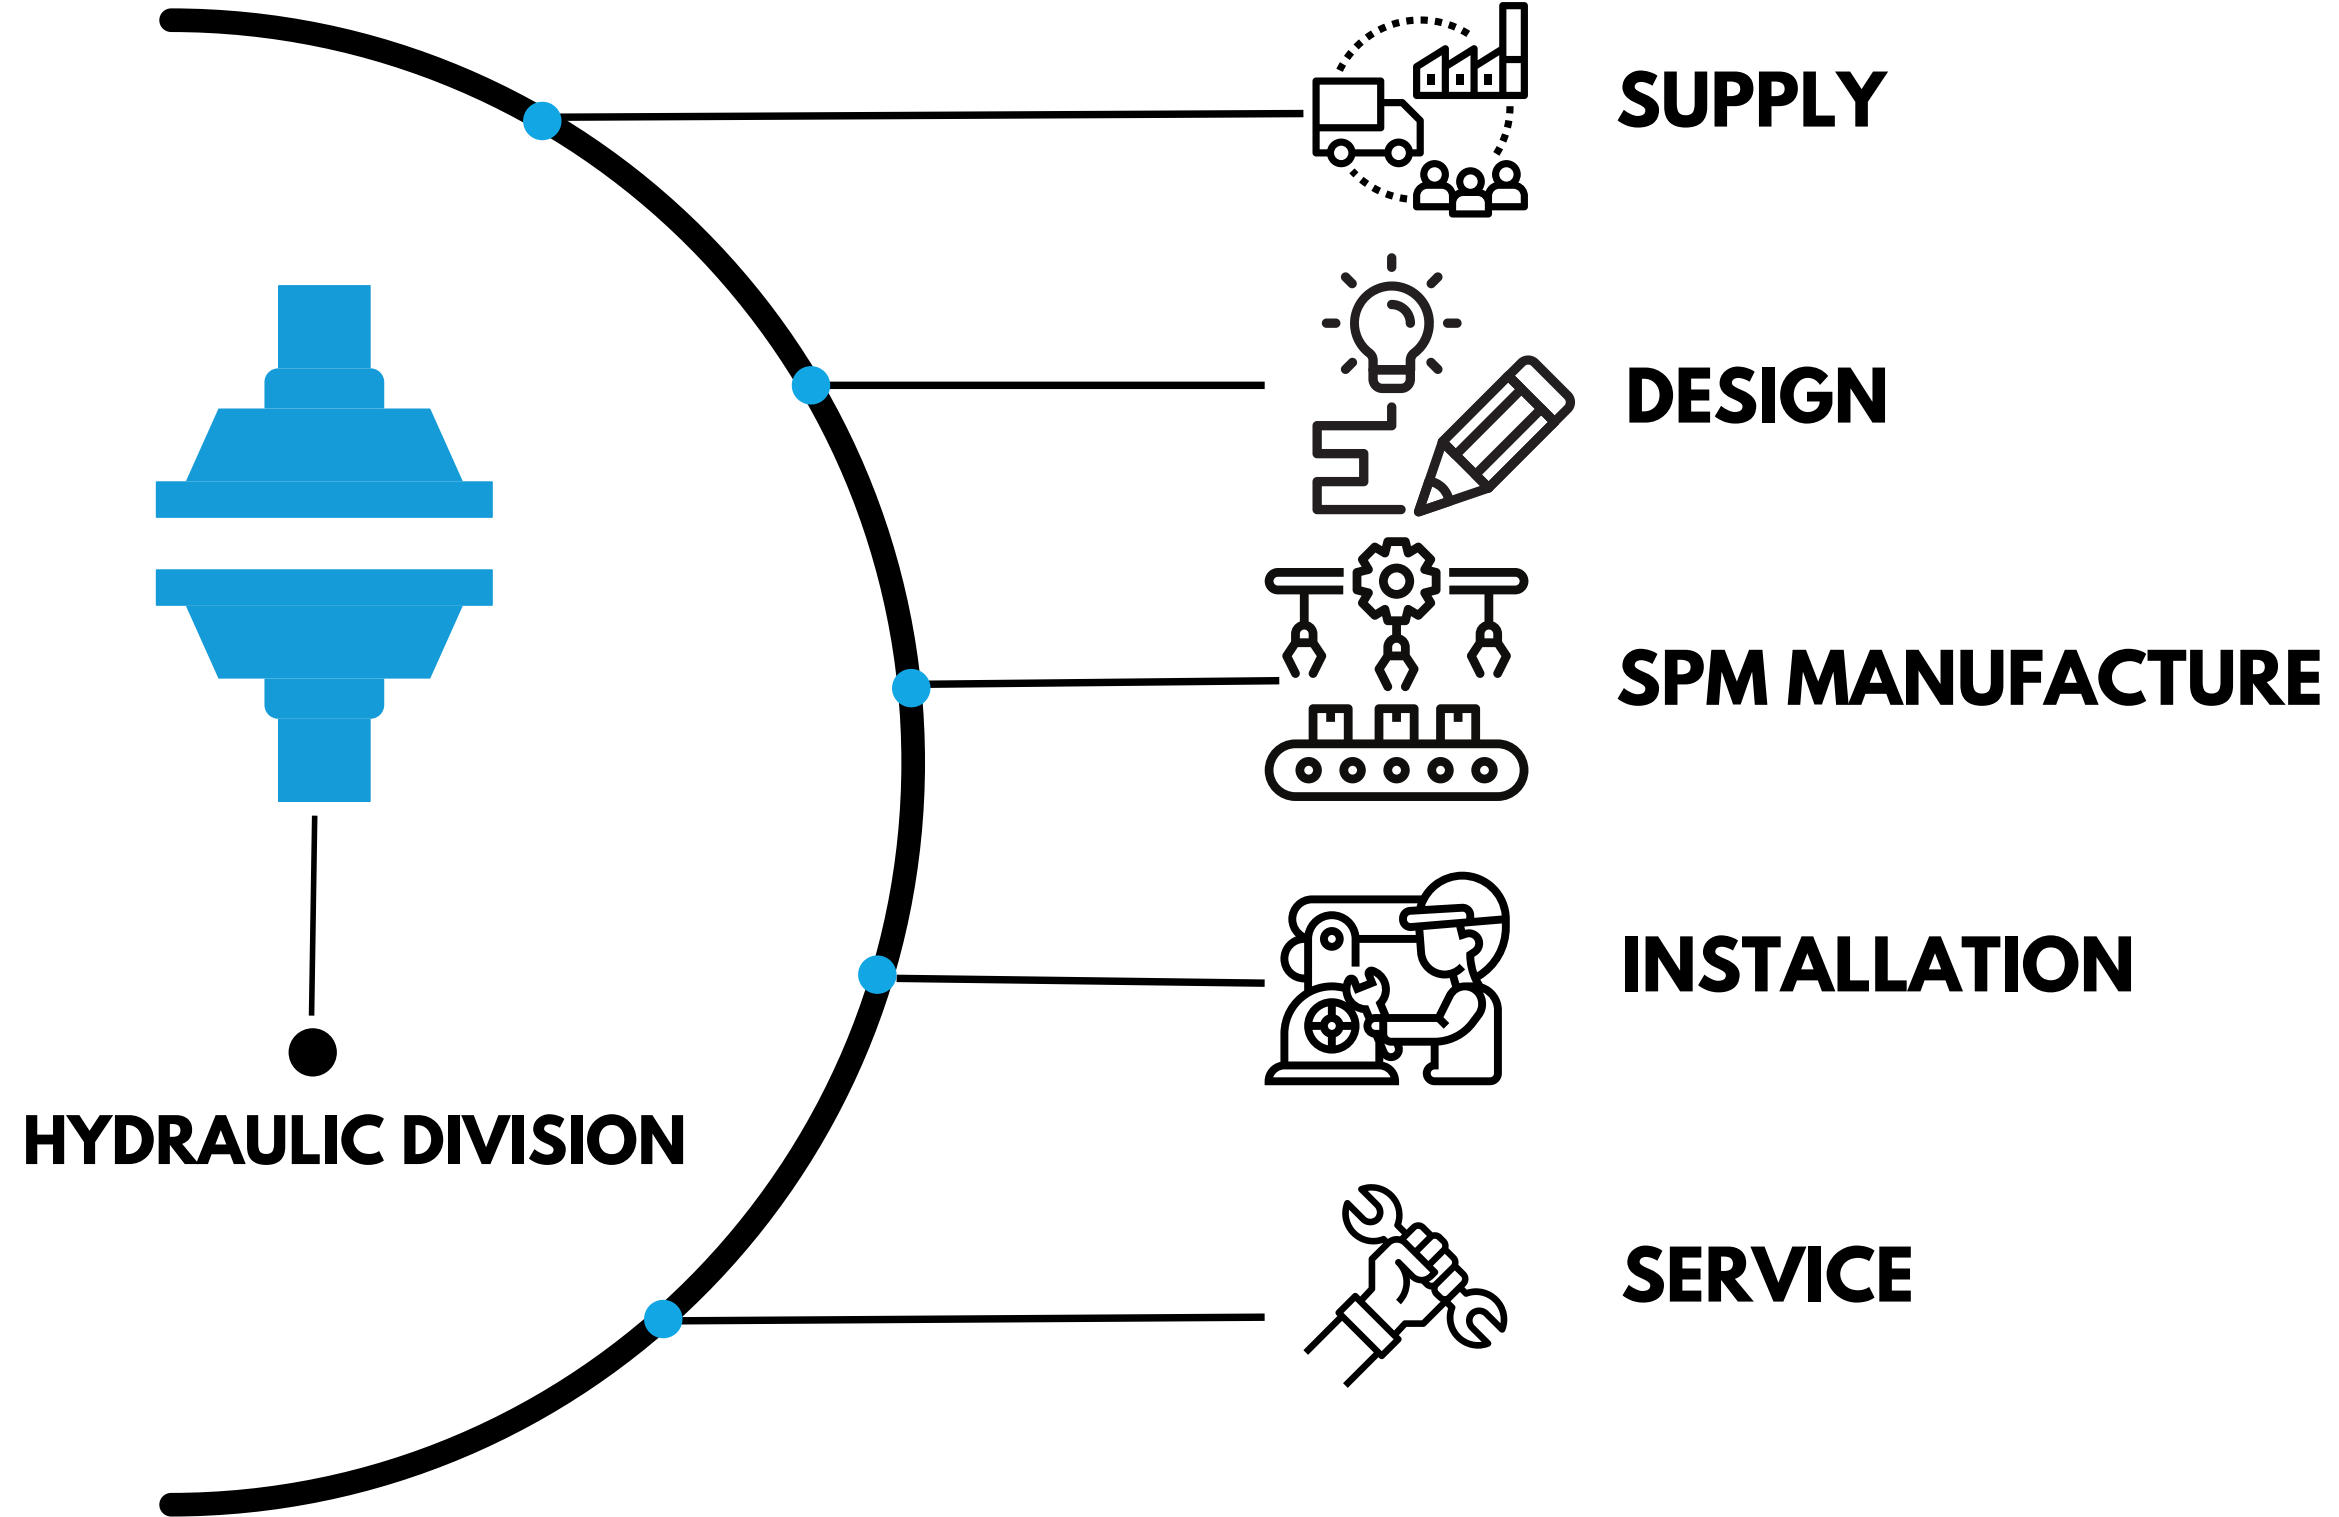 SUPPLY
DESIGN
SPM MANUFACTURE
INSTALLATION
HYDRAULIC DIVISION
SERVICE